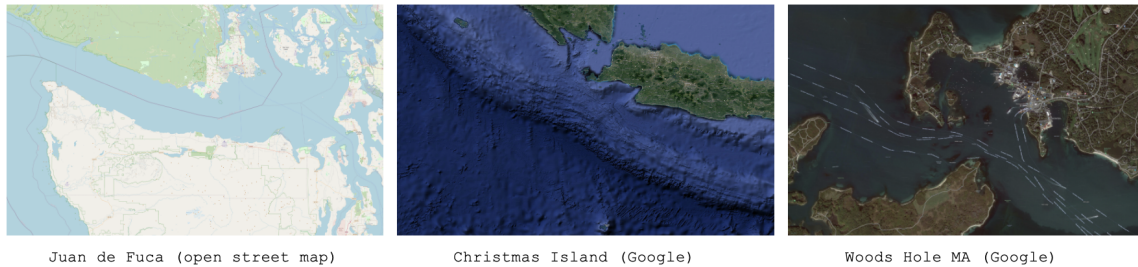 Juan de Fuca (open street map)
Christmas Island (Google)
Woods Hole MA (Google)